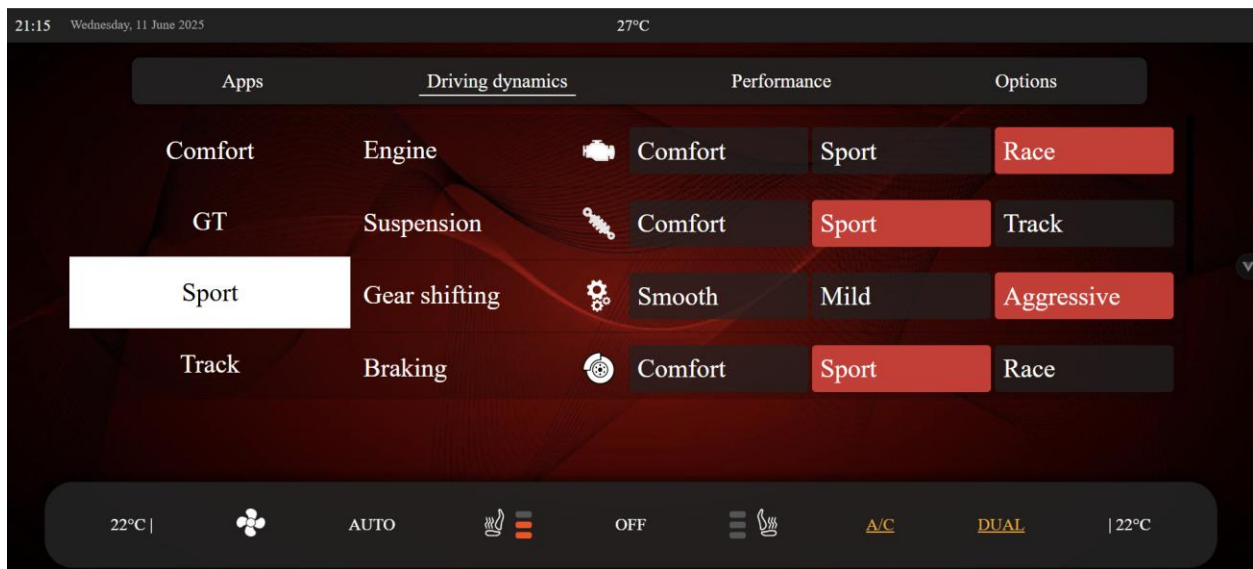 21:15 Wednesday, 11 June 2025 27°C
Apps Driving dynamics Performance Options
Comfort Engine Comfort Sport Race
GT Suspension Comfort Sport Track
Sport Gear shifting Smooth Mild Aggressive
Track Braking Comfort Sport Race
22°C | AUTO OFF A/C DUAL | 22°C